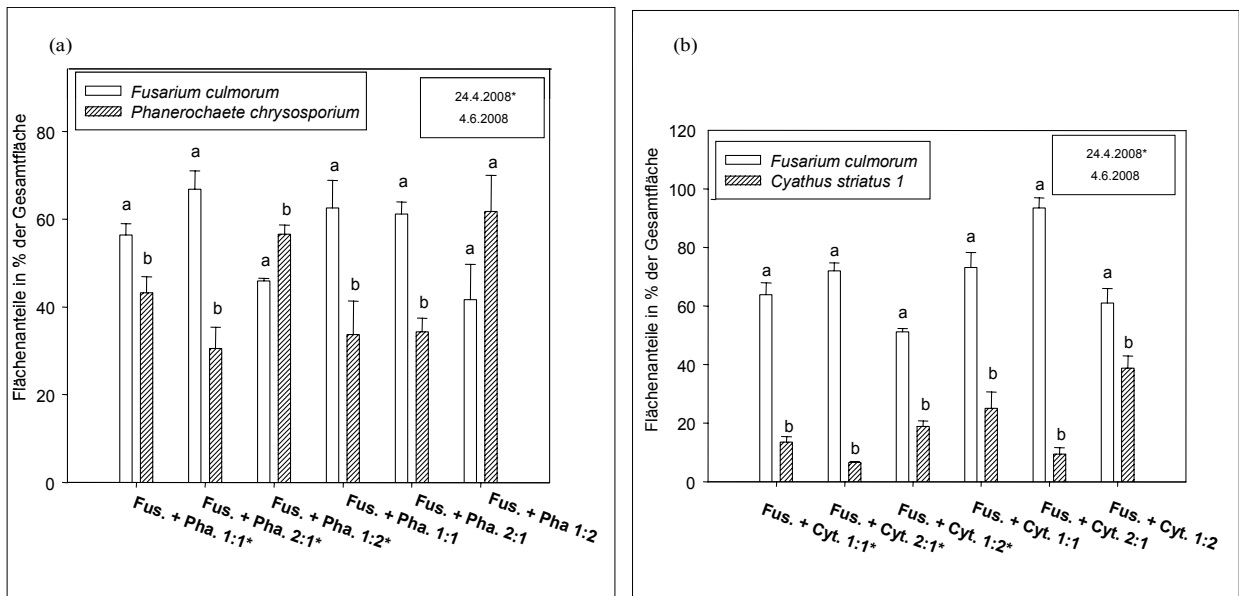 (a)
Fusarium culmorum
Phanerochaete chrysosporium
24.4.2008*
4.6.2008
Flächenanteile in % der Gesamtfläche
80
60
40
20
0
a
b
a
b
a
b
a
b
a
b
a
a
Fus. + Pha. 1:1*
Fus. + Pha. 2:1*
Fus. + Pha. 1:2*
Fus. + Pha. 1:1
Fus. + Pha. 2:1
Fus. + Pha 1:2
(b)
Fusarium culmorum
Cyathus striatus 1
24.4.2008*
4.6.2008
Flächenanteile in % der Gesamtfläche
120
100
80
60
40
20
0
a
b
a
b
a
b
a
b
a
b
a
b
Fus. + Cyt. 1:1*
Fus. + Cyt. 2:1*
Fus. + Cyt. 1:2*
Fus. + Cyt. 1:1
Fus. + Cyt. 2:1
Fus. + Cyt. 1:2